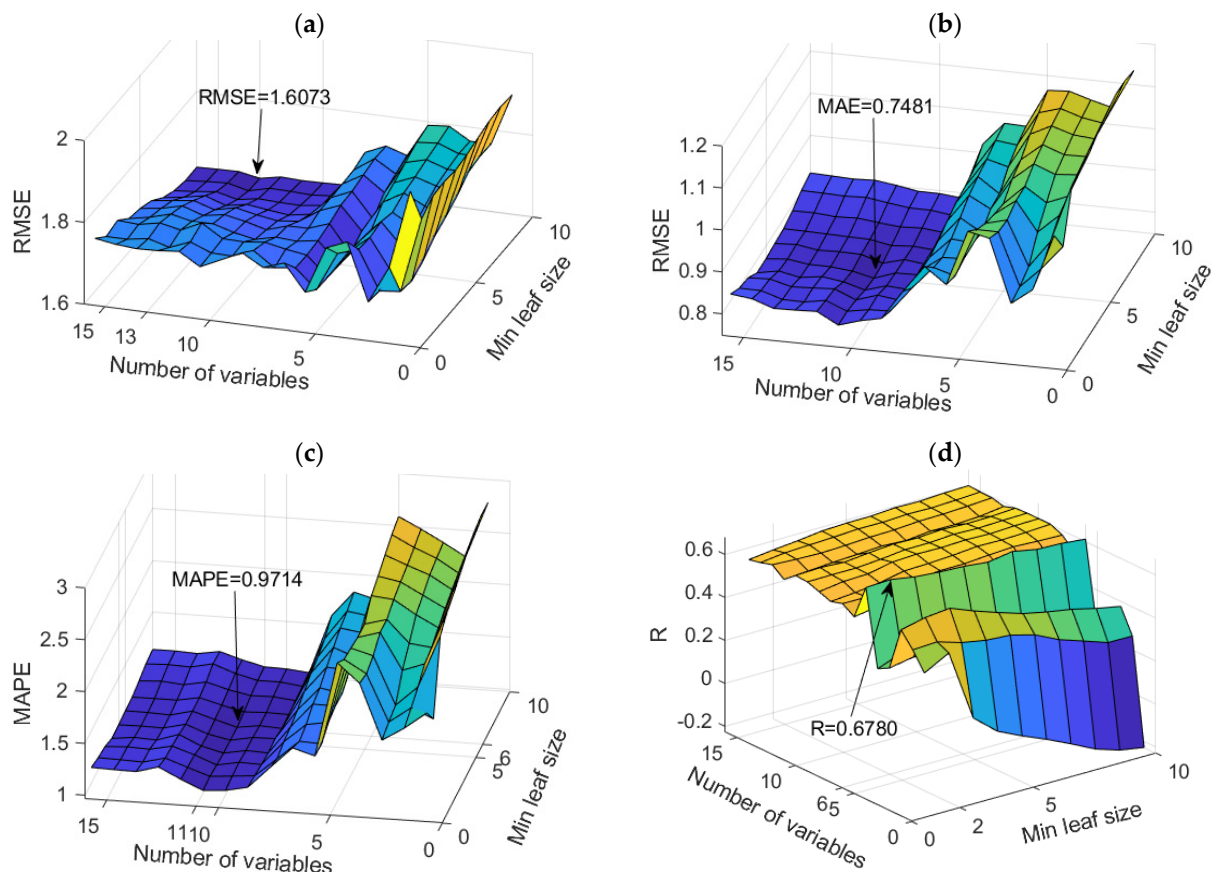 (a)
RMSE=1.6073
2
1.8
1.6
RMSE
15
13
10
5
0
Number of variables
0
5
10
Min leaf size
(b)
MAE=0.7481
1.2
1.1
1
0.9
0.8
RMSE
15
10
5
0
Number of variables
0
5
10
Min leaf size
(c)
MAPE=0.9714
3
2.5
2
1.5
1
MAPE
15
1110
5
0
Number of variables
0
5
6
10
Min leaf size
(d)
0.6
0.4
0.2
0
-0.2
R
R=0.6780
15
10
65
0
Number of variables
0
2
5
10
Min leaf size